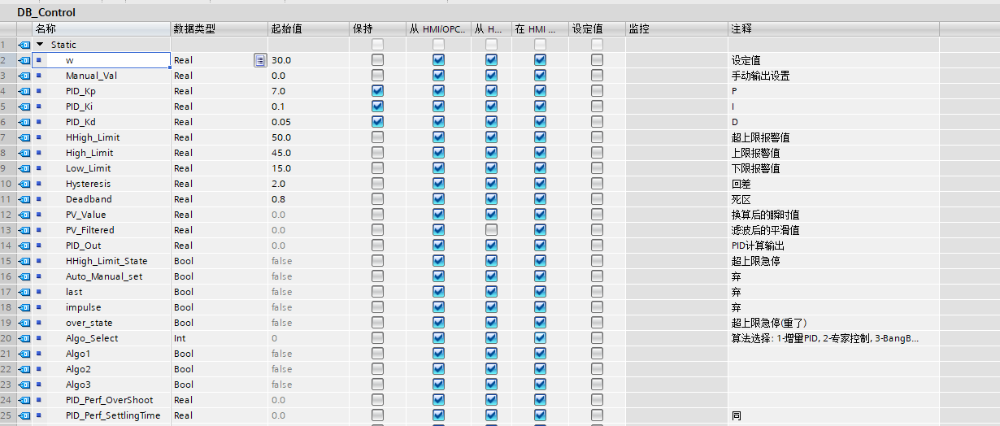 DB_Control
名称 数据类型 起始值 保持 从 HMI/OPC.. 从 H... 在 HMI ... 设定值 监控 注释
1 Static
2 w Real 30.0 设定值
3 Manual_Val Real 0.0 手动输出设置
4 PID_Kp Real 7.0 P
5 PID_Ki Real 0.1 I
6 PID_Kd Real 0.05 D
7 HHigh_Limit Real 50.0 超上限报警值
8 High_Limit Real 45.0 上限报警值
9 Low_Limit Real 15.0 下限报警值
10 Hysteresis Real 2.0 回差
11 Deadband Real 0.8 死区
12 PV_Value Real 0.0 换算后的瞬时值
13 PV_Filtered Real 0.0 滤波后的平滑值
14 PID_Out Real 0.0 PID计算输出
15 HHigh_Limit_State Bool false 超上限急停
16 Auto_Manual_set Bool false 弃
17 last Bool false 弃
18 impulse Bool false 弃
19 over_state Bool false 超上限急停(重了)
20 Algo_Select Int 0 算法选择: 1-增量PID, 2-专家控制, 3-BangB...
21 Algo1 Bool false
22 Algo2 Bool false
23 Algo3 Bool false
24 PID_Perf_OverShoot Real 0.0
25 PID_Perf_SettlingTime Real 0.0 同